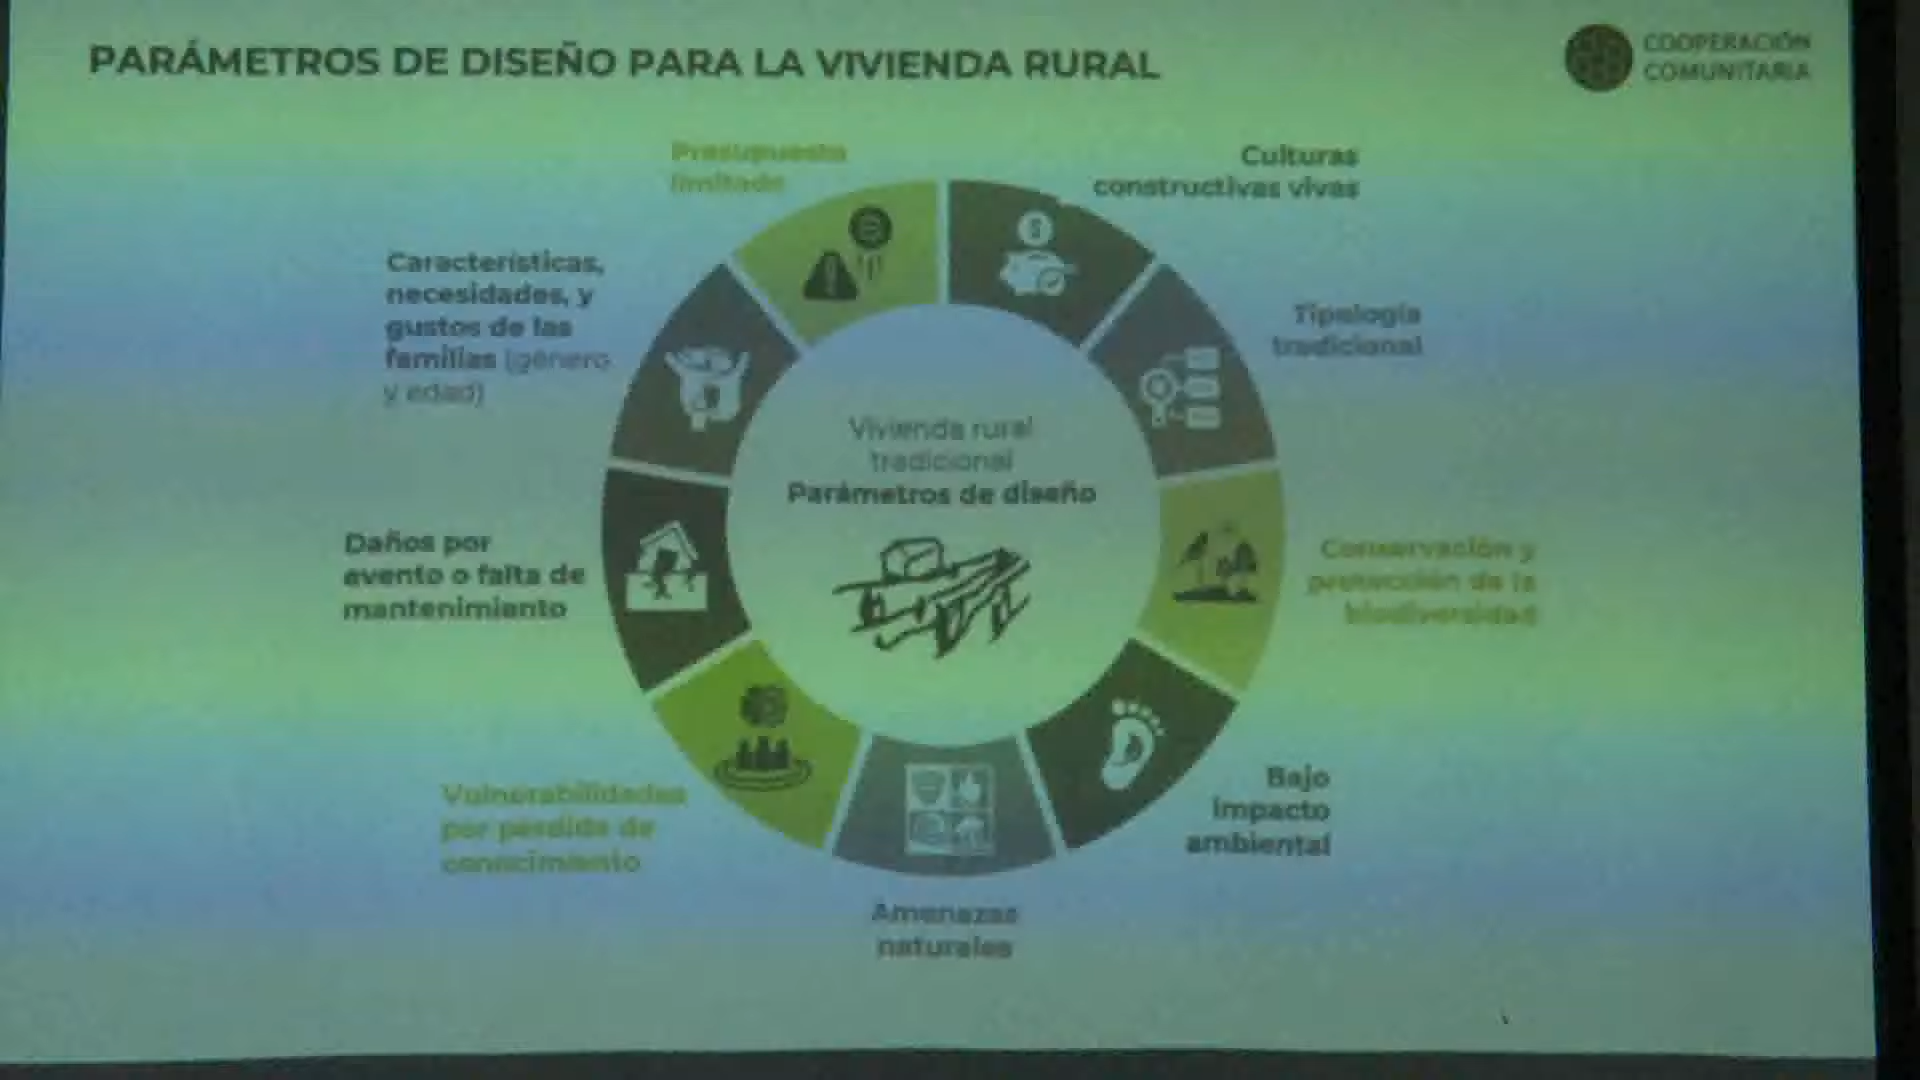 PARÁMETROS DE DISEÑO PARA LA VIVIENDA RURAL
COOPERACIÓN
COMUNITARIA
Presupuesto
limitado
Culturas
constructivas vivas
Características,
necesidades, y
gustos de las
familias (género
y edad)
Tipología
tradicional
Vivienda rural
tradicional
Parámetros de diseño
Daños por
evento o falta de
mantenimiento
Conservación y
protección de la
biodiversidad
Vulnerabilidades
por pérdida de
conocimiento
Bajo
impacto
ambiental
Amenazas
naturales